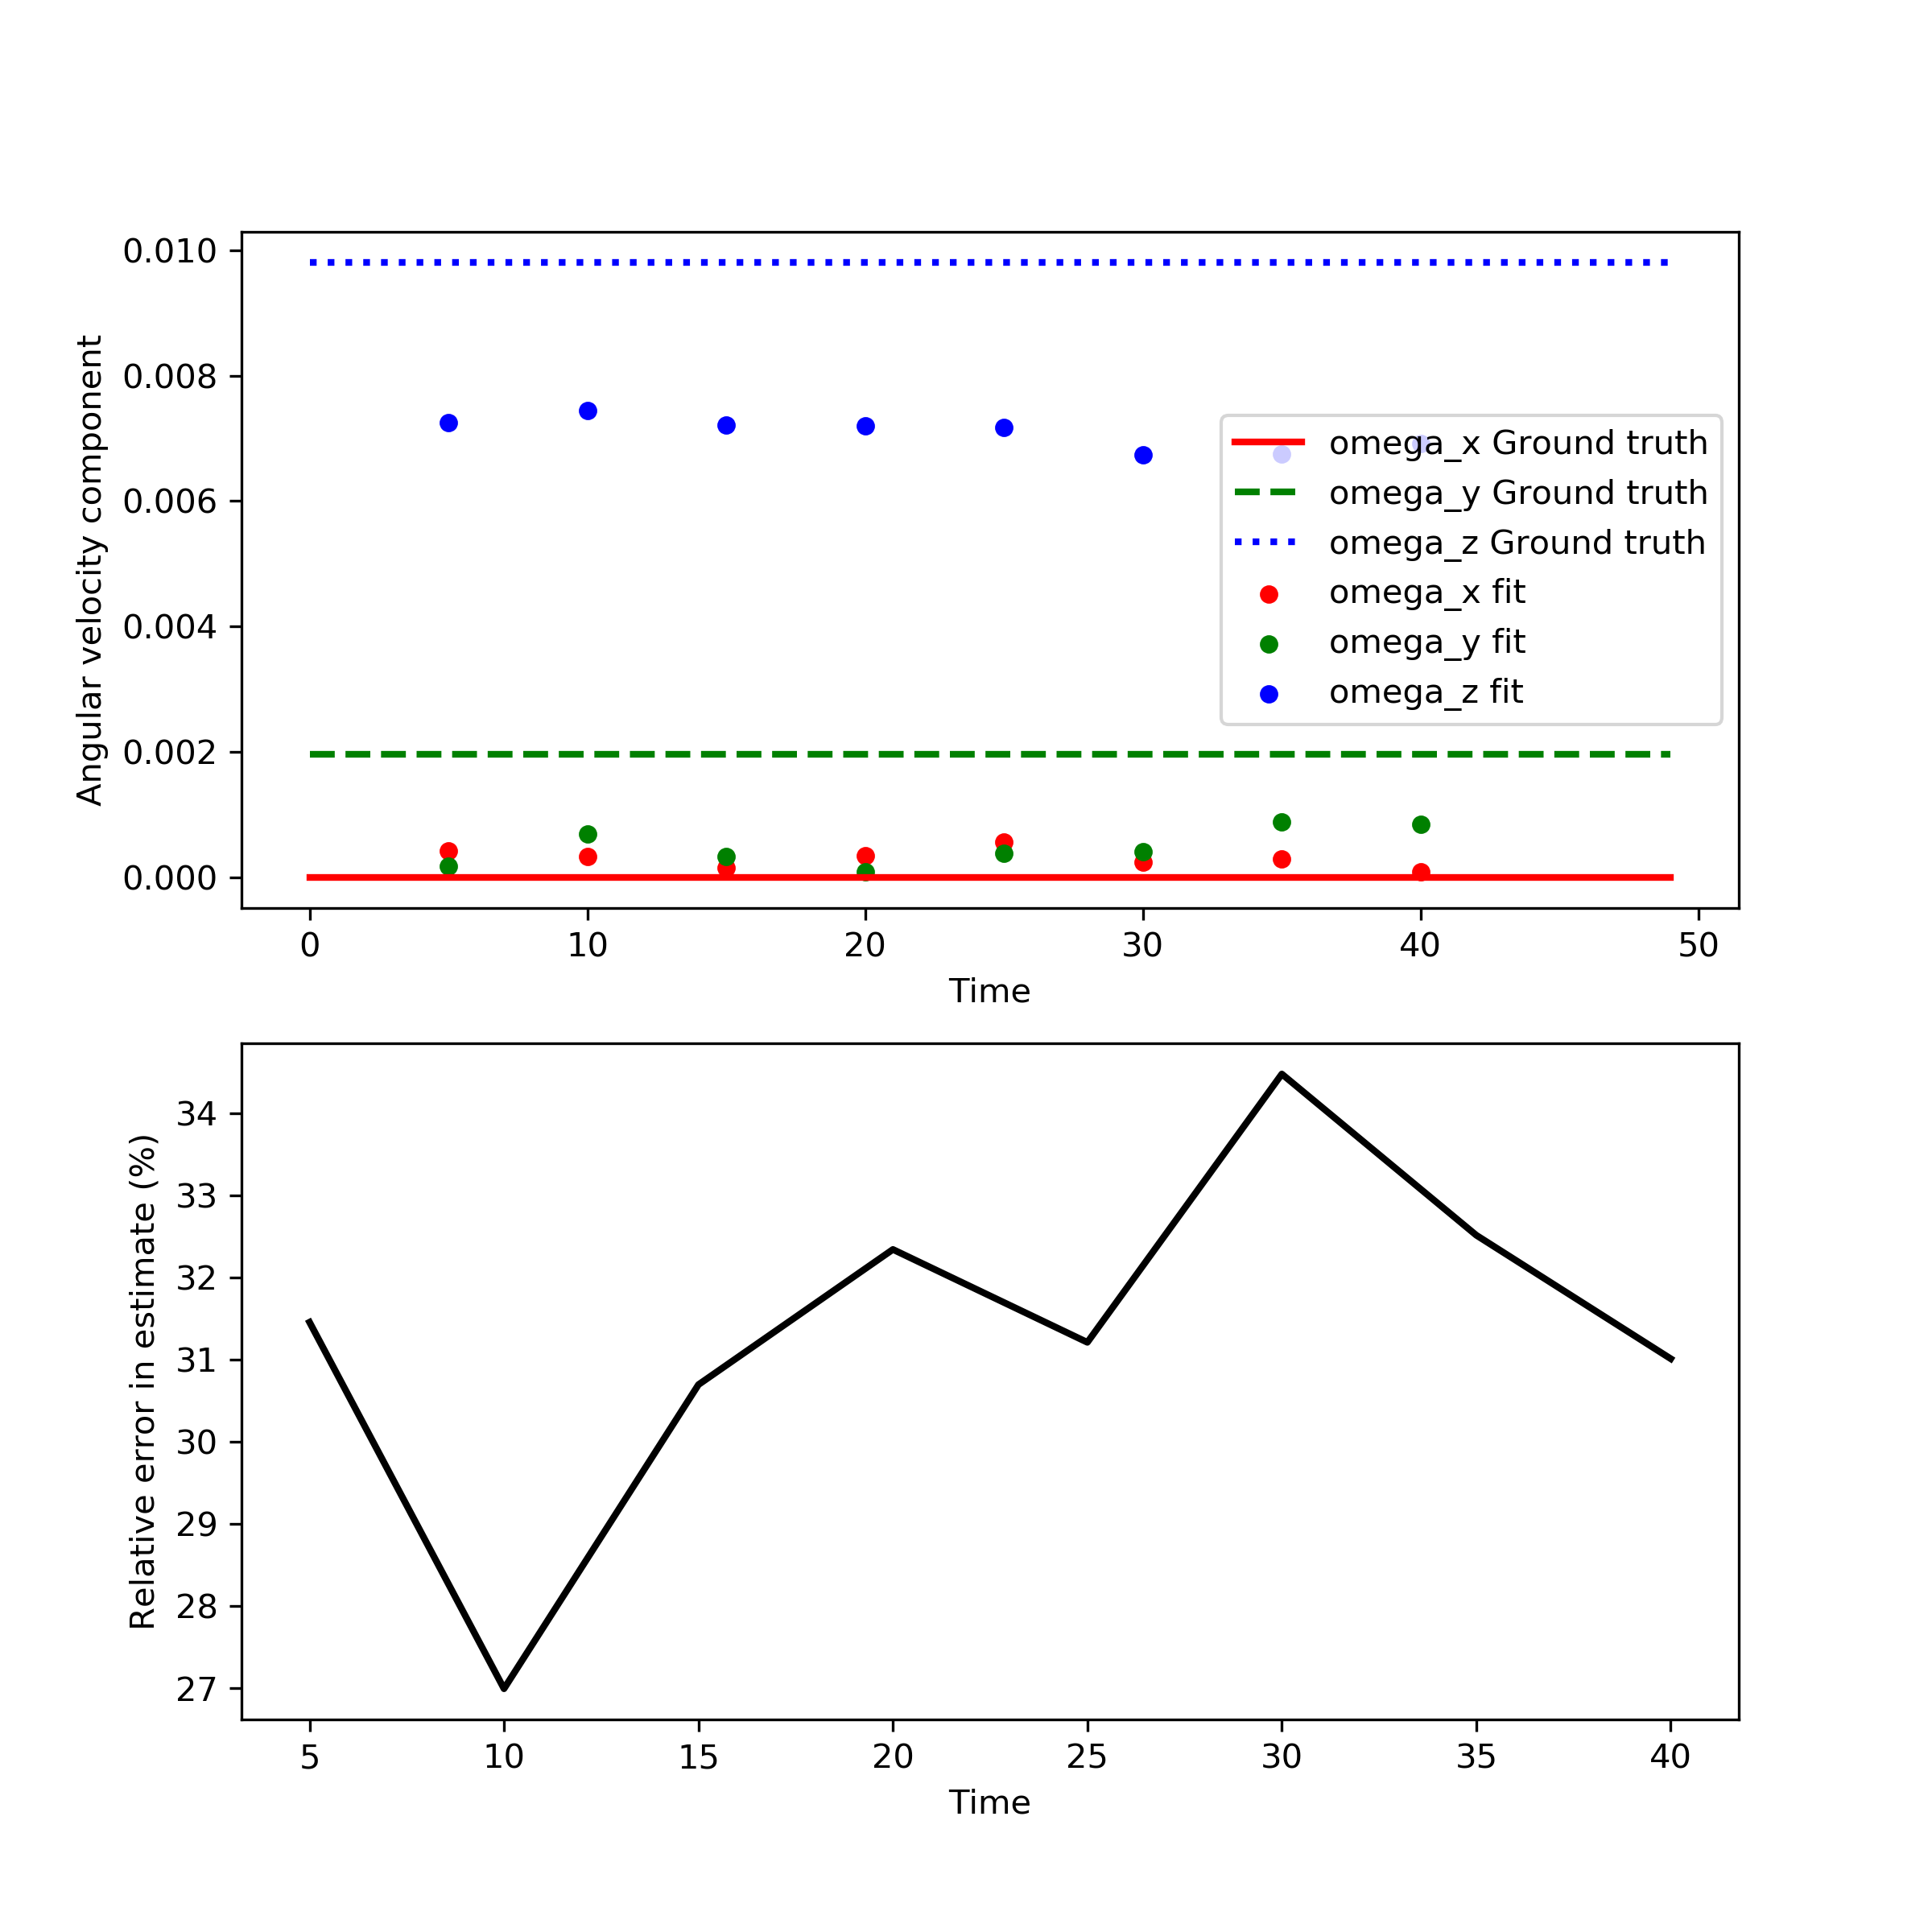 0.010
0.008
0.006
0.004
0.002
0.000
Angular velocity component
omega_x Ground truth
omega_y Ground truth
omega_z Ground truth
omega_x fit
omega_y fit
omega_z fit
0 10 20 30 40 50
Time
34
33
32
31
30
29
28
27
Relative error in estimate (%)
5 10 15 20 25 30 35 40
Time